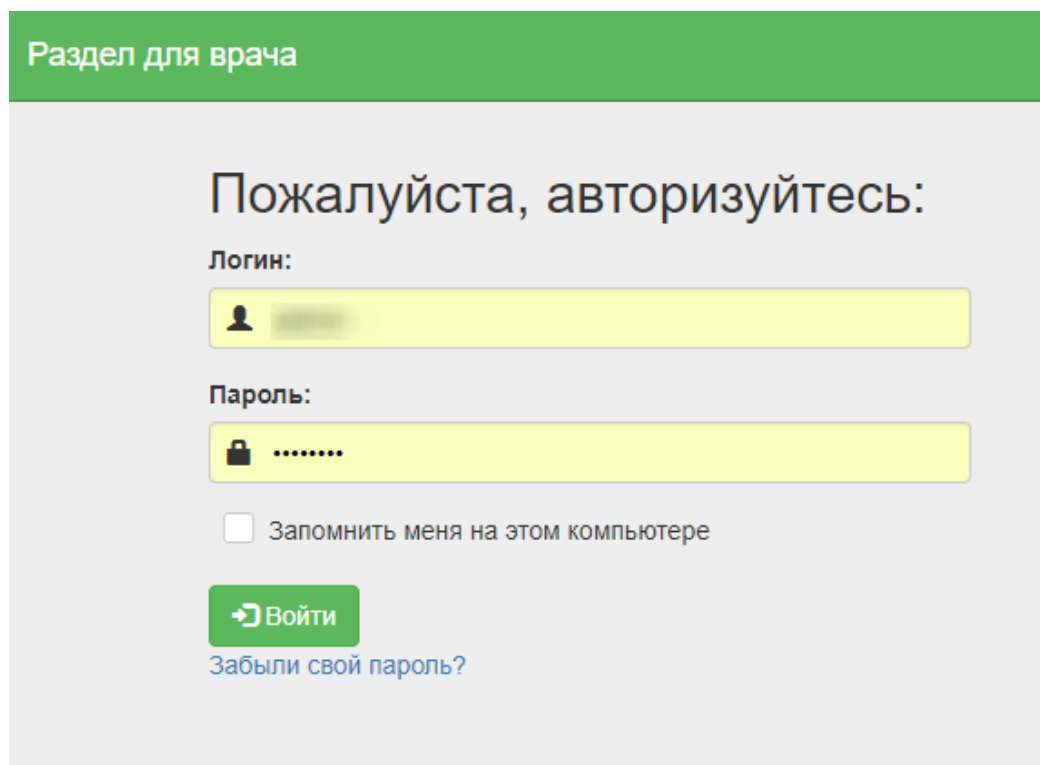 Раздел для врача
Пожалуйста, авторизуйтесь:
Логин:
Пароль:
••••••••
Запомнить меня на этом компьютере
Войти
Забыли свой пароль?